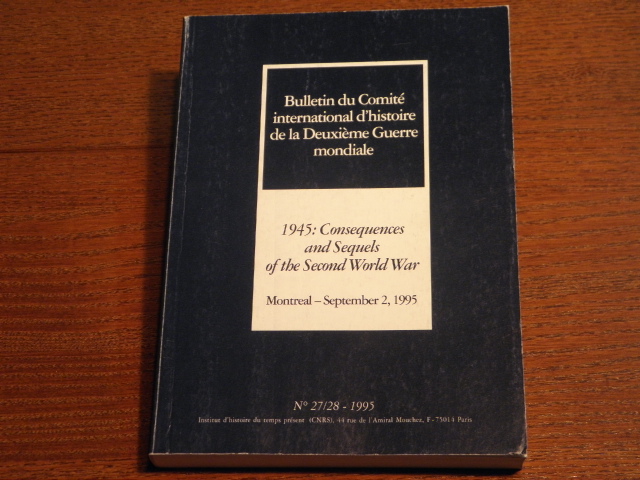 Bulletin du Comité
international d'histoire
de la Deuxième Guerre
mondiale
1945: Consequences
and Sequels
of the Second World War
Montreal – September 2, 1995
N° 27/28 - 1995
Institut d'histoire du temps présent (CNRS), 44 rue de l'Amiral Mouchez, F-75014 Paris